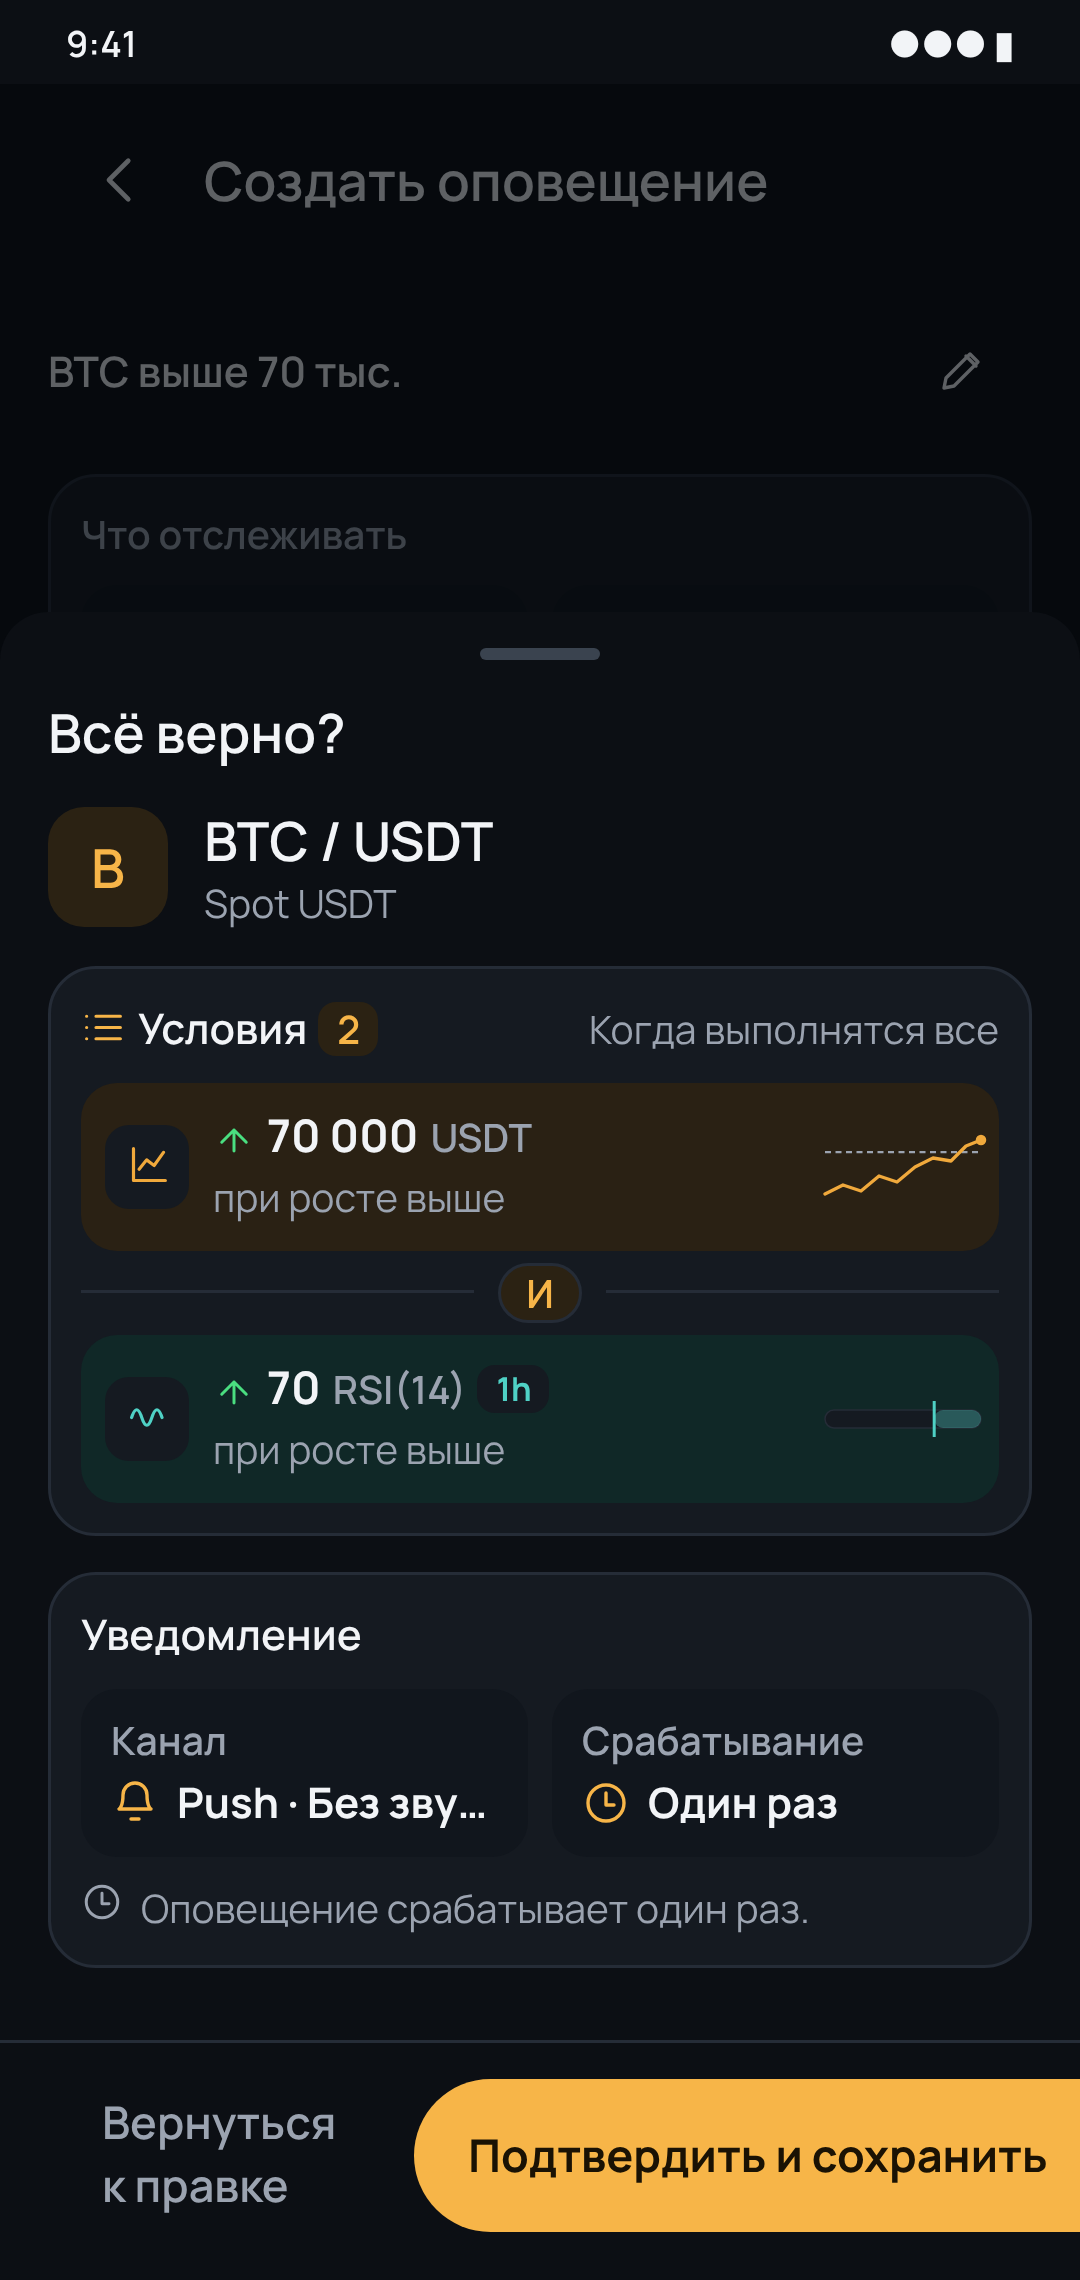 9:41
Создать оповещение
BTC выше 70 тыс.
Что отслеживать
Всё верно?
B
BTC / USDT
Spot USDT
Условия 2
Когда выполнятся все
70 000 USDT
при росте выше
И
70 RSI(14) 1h
при росте выше
Уведомление
Канал
Push · Без зву...
Срабатывание
Один раз
Оповещение срабатывает один раз.
Вернуться
к правке
Подтвердить и сохранить